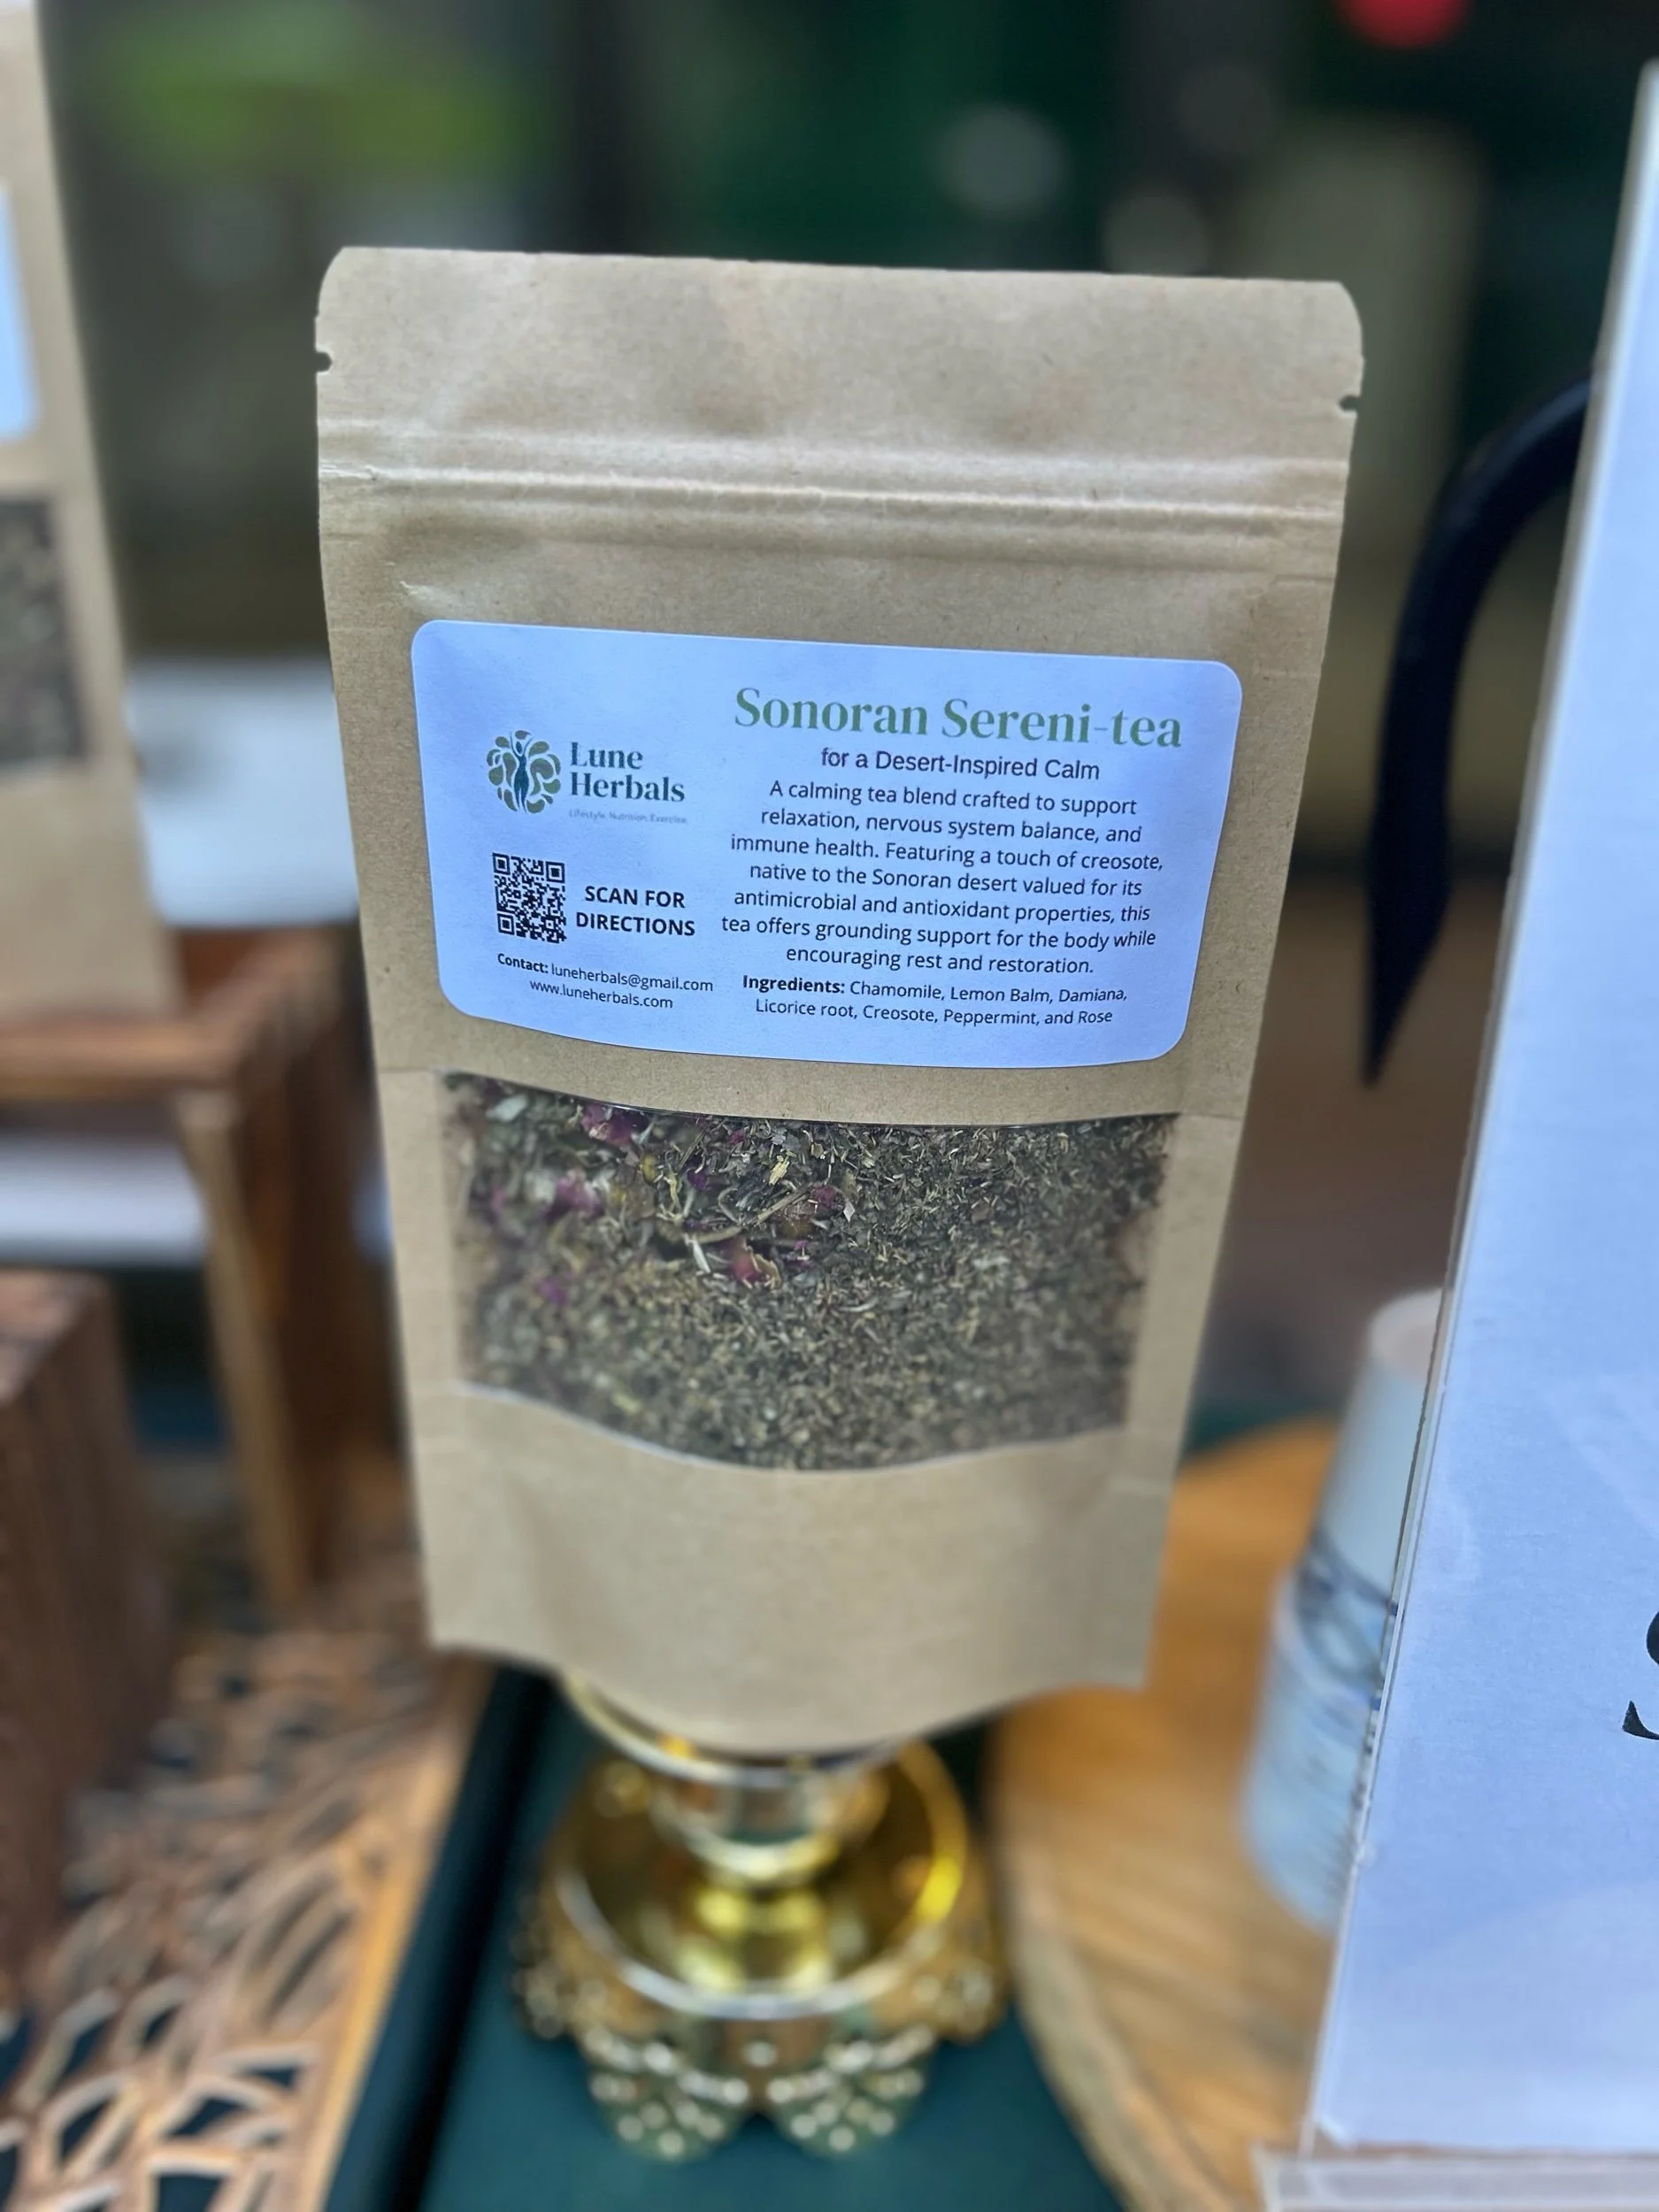 Lune
Herbals
Lifestyle. Nutrition. Exercise.
SCAN FOR
DIRECTIONS
Contact: luneherbals@gmail.com
www.luneherbals.com
Sonoran Sereni-tea
for a Desert-Inspired Calm
A calming tea blend crafted to support
relaxation, nervous system balance, and
immune health. Featuring a touch of creosote,
native to the Sonoran desert valued for its
antimicrobial and antioxidant properties, this
tea offers grounding support for the body while
encouraging rest and restoration.
Ingredients: Chamomile, Lemon Balm, Damiana,
Licorice root, Creosote, Peppermint, and Rose